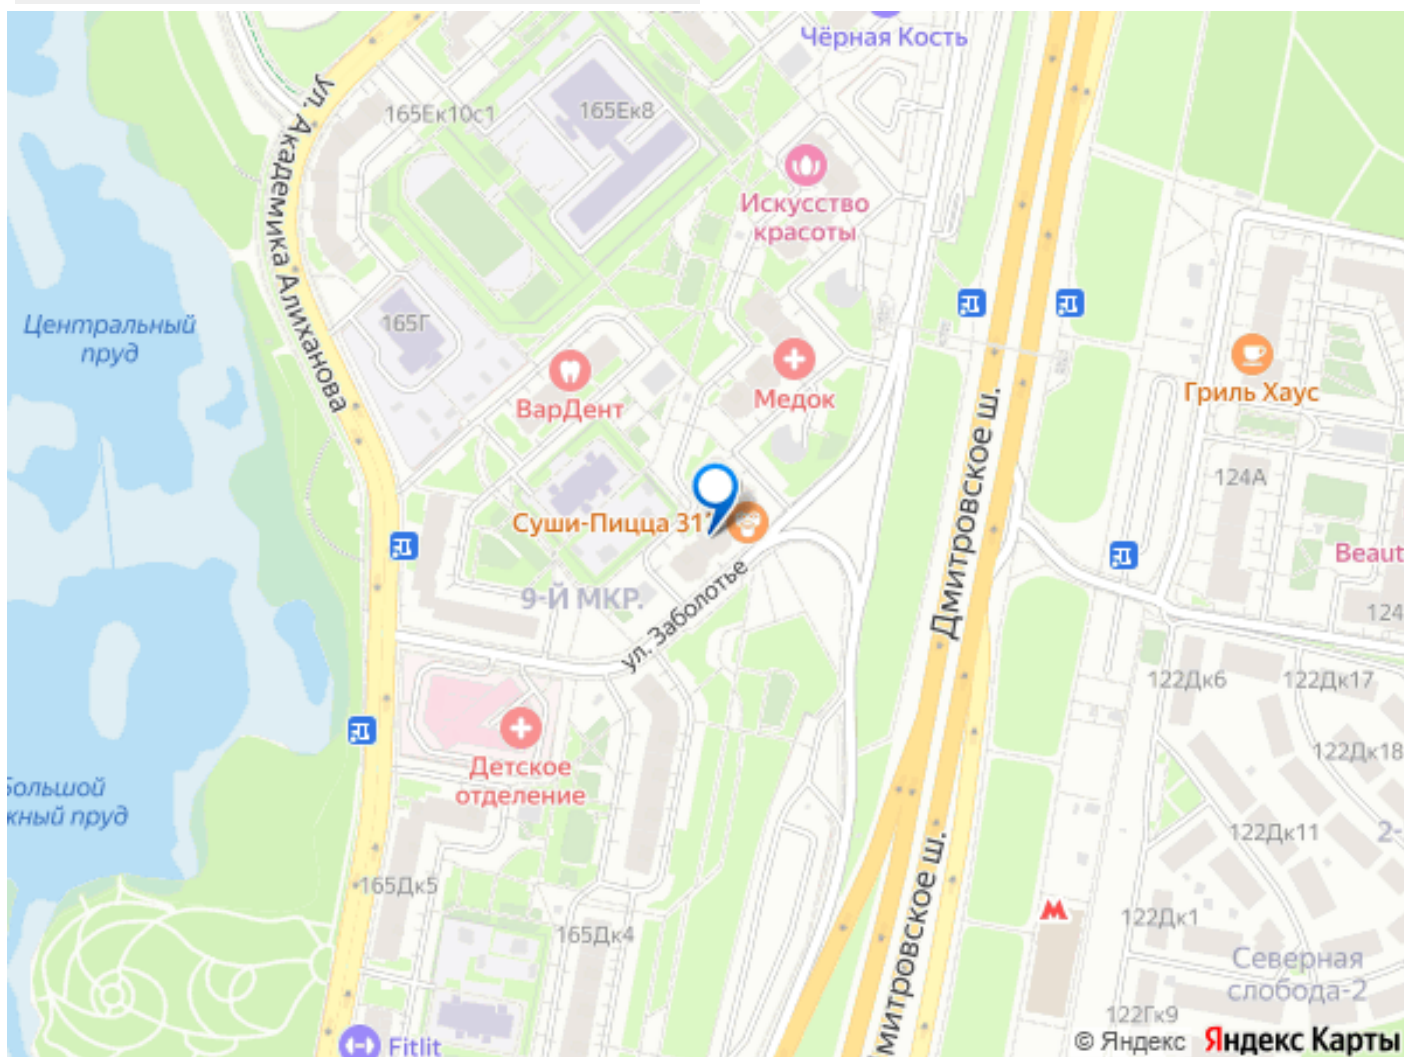 Чёрная Кость
165Ек10с1
165Ек8
ул. Академика Алиханова
Искусство
красоты
Центральный
пруд
165Г
ВарДент
Медок
Гриль Хаус
Дмитровское ш.
124А
Суши-Пицца 31
9-Й МКР.
ул. Заболотье
Beaut
124
122Дк6
122Дк17
Детское
отделение
122Дк18
Большой
жный пруд
122Дк11
2-
165Дк5
165Дк4
Дмитровское ш.
122Дк1
Северная
слобода-2
122Гк9
Fitlit
© Яндекс Яндекс Карты